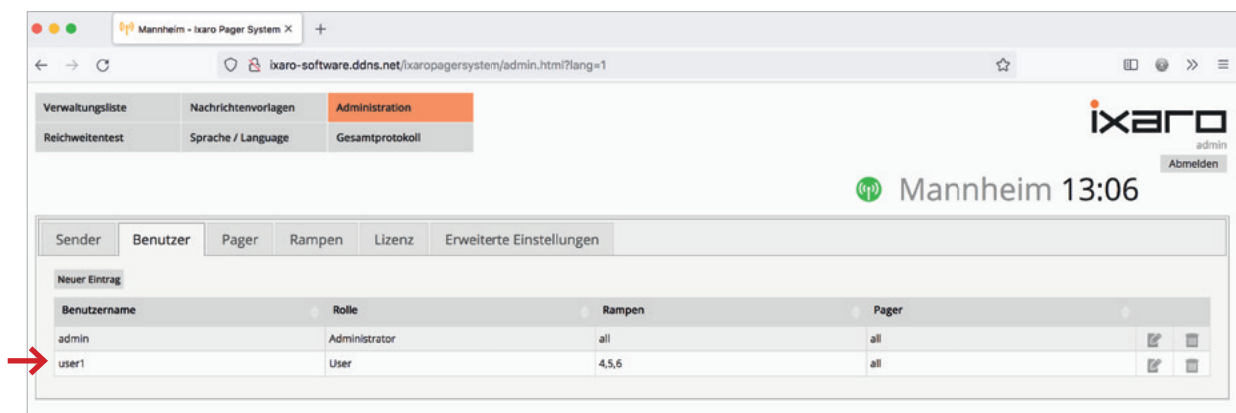 Mannheim - Ixaro Pager System
ixaro-software.ddns.net/ixaropagersystem/admin.html?lang=1
Verwaltungsliste Nachrichtenvorlagen Administration
Reichweitentest Sprache / Language Gesamtprotokoll
ixaro
admin
Abmelden
Mannheim 13:06
Sender Benutzer Pager Rampen Lizenz Erweiterte Einstellungen
Neuer Eintrag
Benutzername Rolle Rampen Pager
admin Administrator all all
user1 User 4,5,6 all